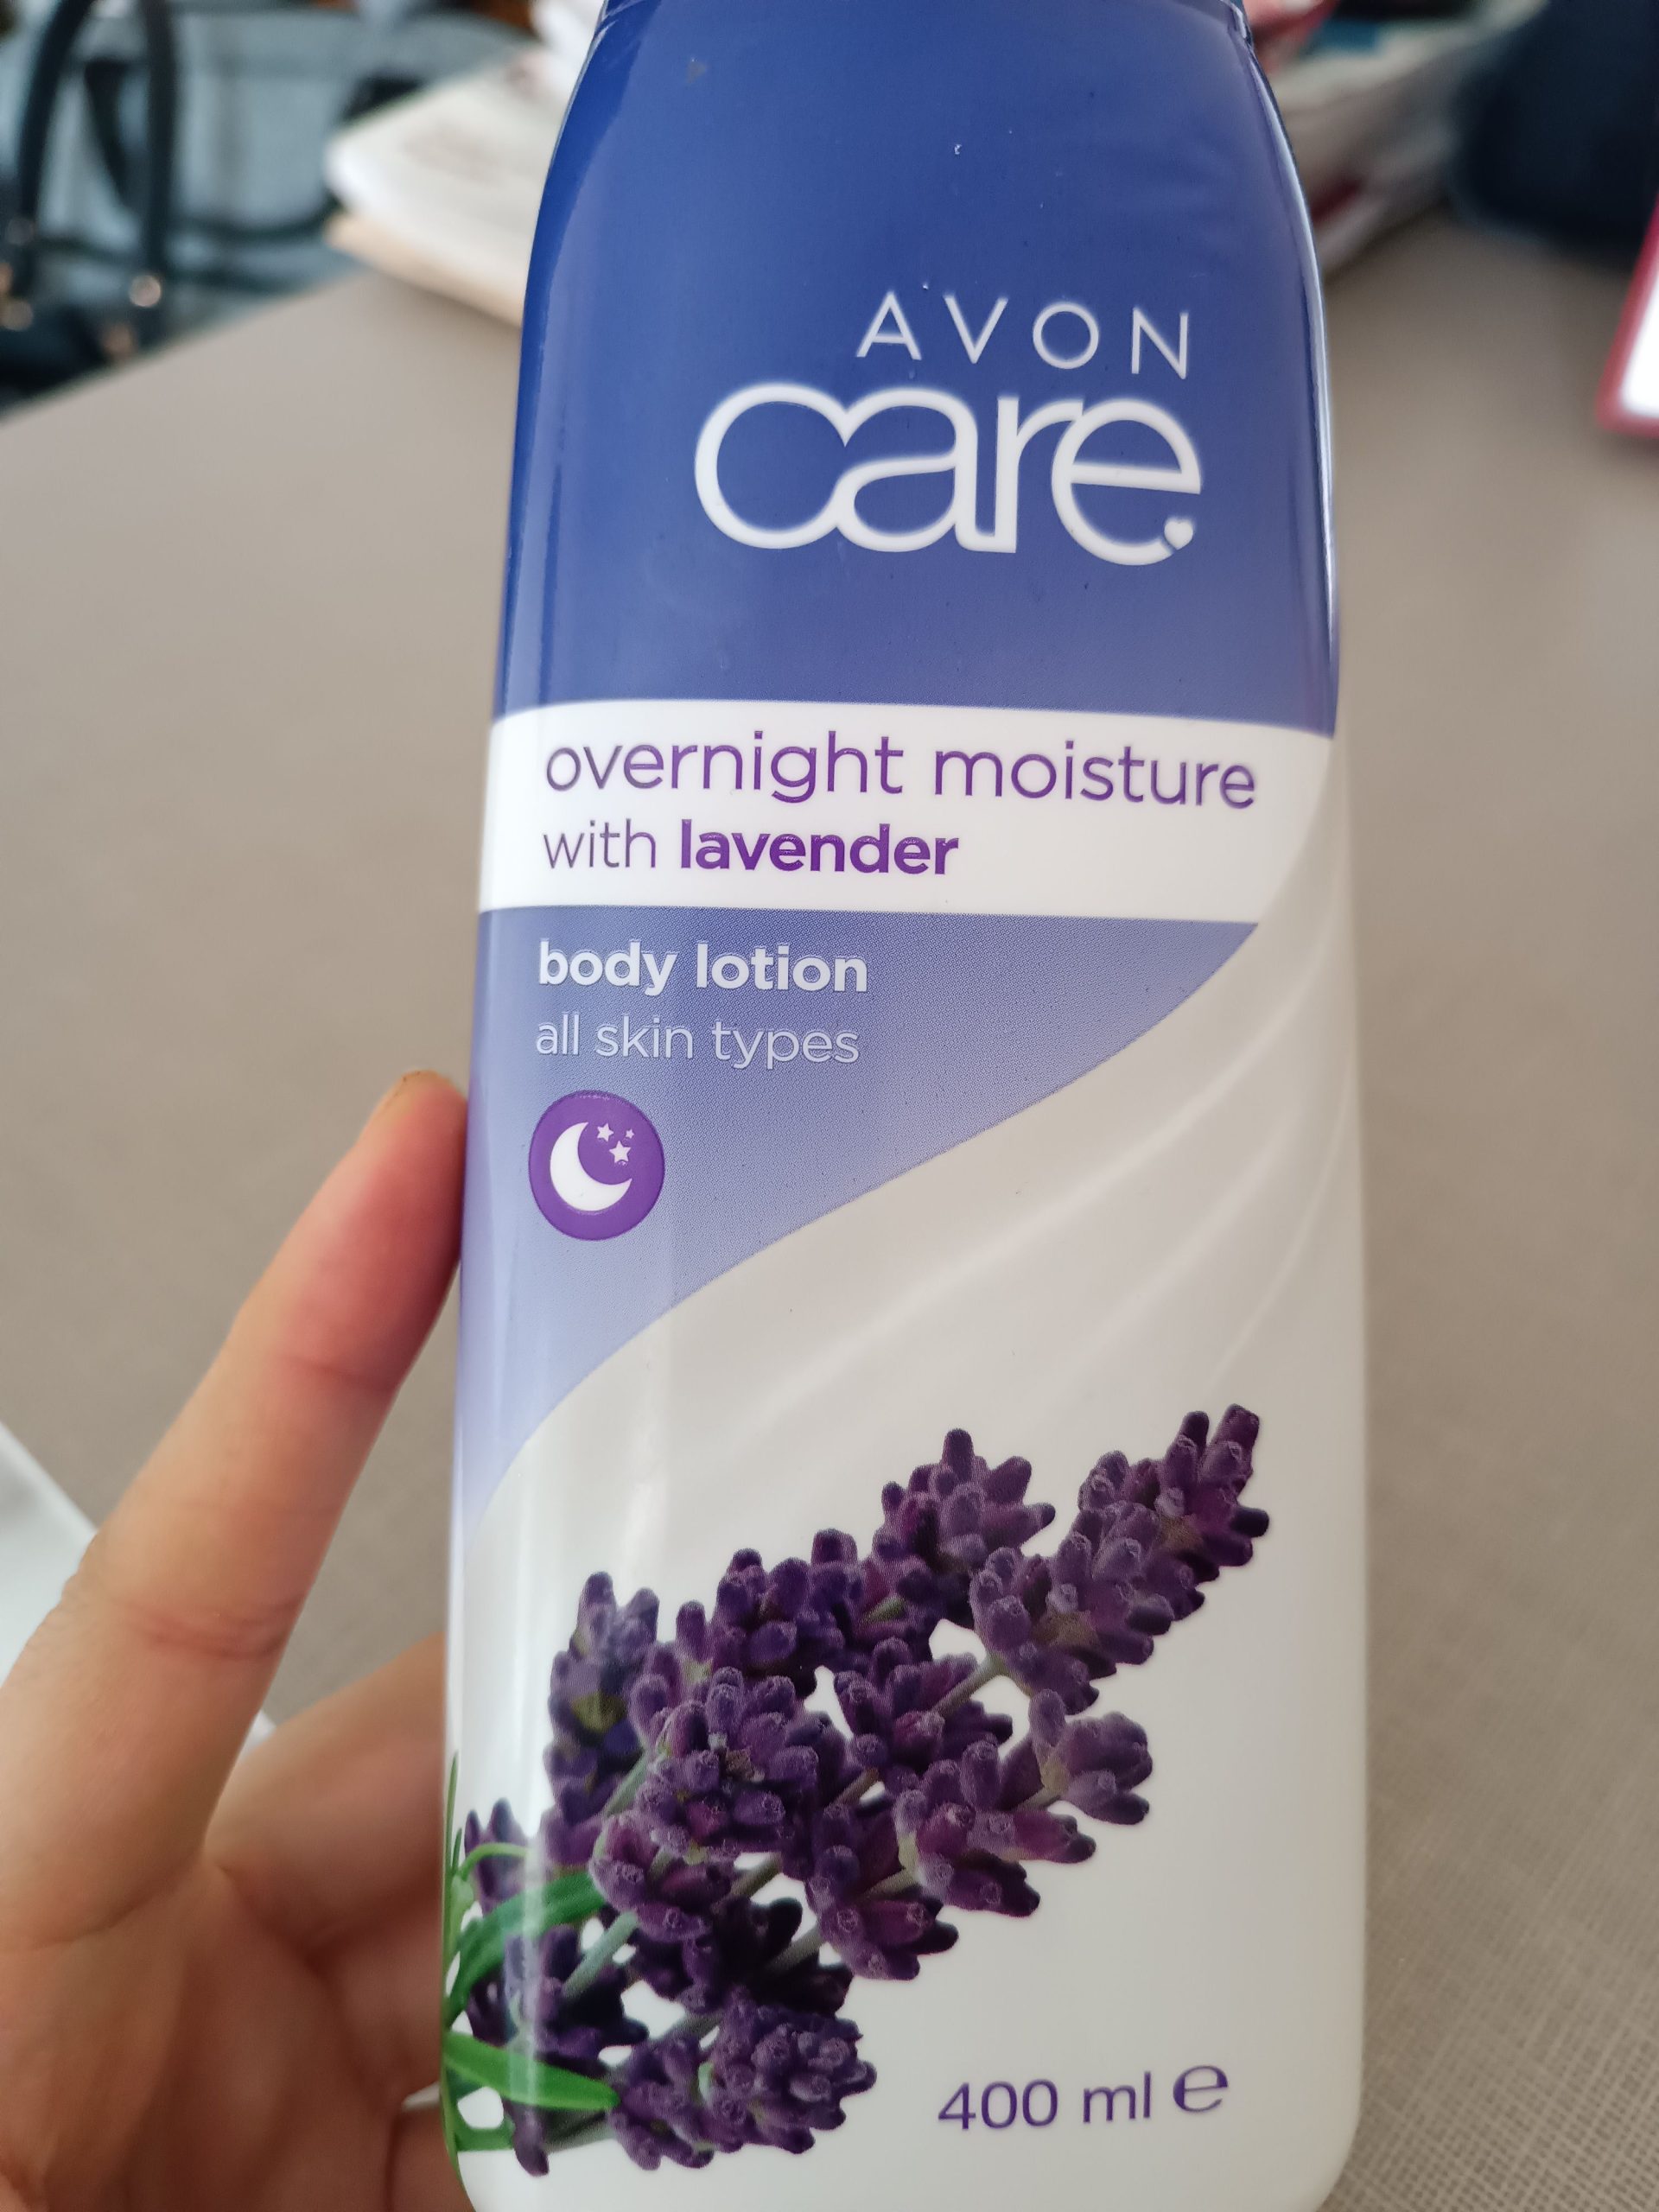 AVON
care
overnight moisture
with lavender
body lotion
all skin types
400 ml e